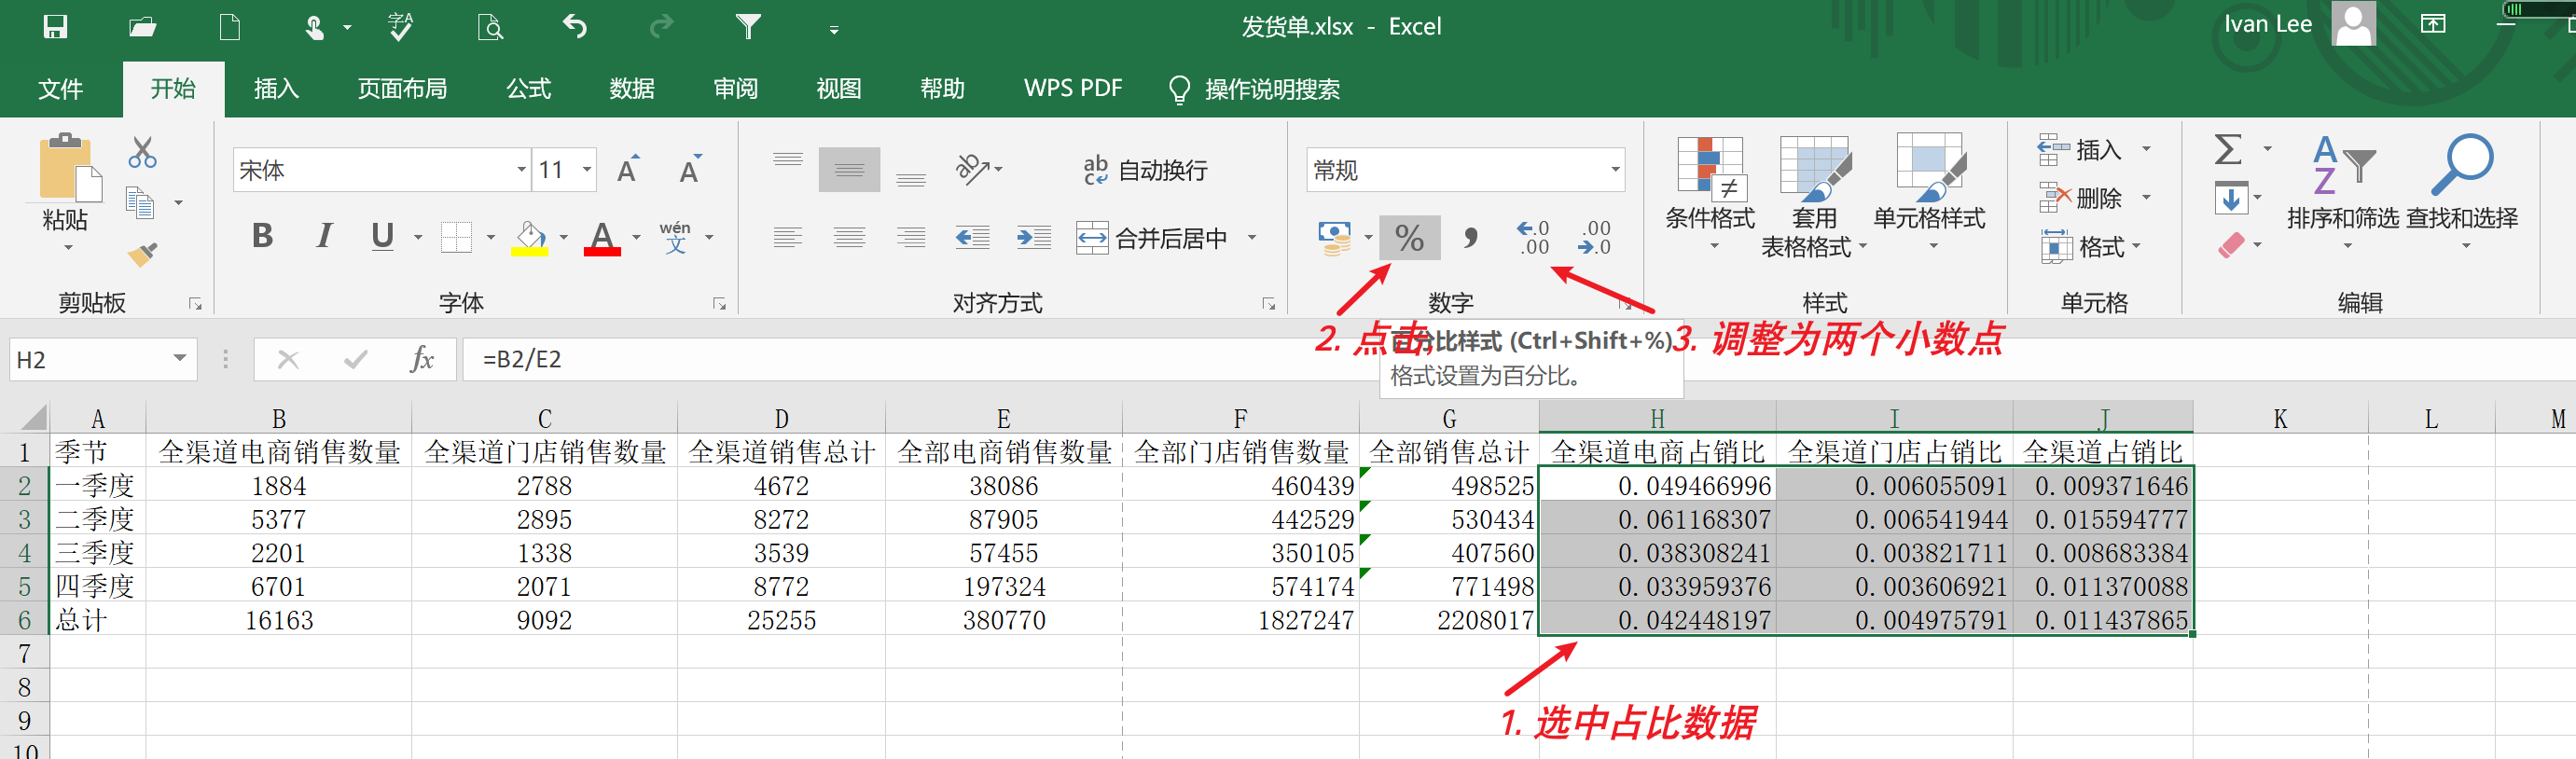 发货单.xlsx - Excel
Ivan Lee
文件 开始 插入 页面布局 公式 数据 审阅 视图 帮助 WPS PDF 操作说明搜索
粘贴
剪贴板
宋体 11
B I U wén 文
字体
自动换行
合并后居中
对齐方式
常规
% , .0 .00 .00 .0
数字
条件格式
套用
表格格式
单元格样式
样式
插入
删除
格式
单元格
排序和筛选 查找和选择
编辑
2. 点击,
百分比样式 (Ctrl+Shift+%)
格式设置为百分比。
3. 调整为两个小数点
H2 fx =B2/E2
A B C D E F G H I J K L M
1 季节 全渠道电商销售数量 全渠道门店销售数量 全渠道销售总计 全部电商销售数量 全部门店销售数量 全部销售总计 全渠道电商占销比 全渠道门店占销比 全渠道占销比
2 一季度 1884 2788 4672 38086 460439 498525 0.049466996 0.006055091 0.009371646
3 二季度 5377 2895 8272 87905 442529 530434 0.061168307 0.006541944 0.015594777
4 三季度 2201 1338 3539 57455 350105 407560 0.038308241 0.003821711 0.008683384
5 四季度 6701 2071 8772 197324 574174 771498 0.033959376 0.003606921 0.011370088
6 总计 16163 9092 25255 380770 1827247 2208017 0.042448197 0.004975791 0.011437865
7
8
9
10
1. 选中占比数据